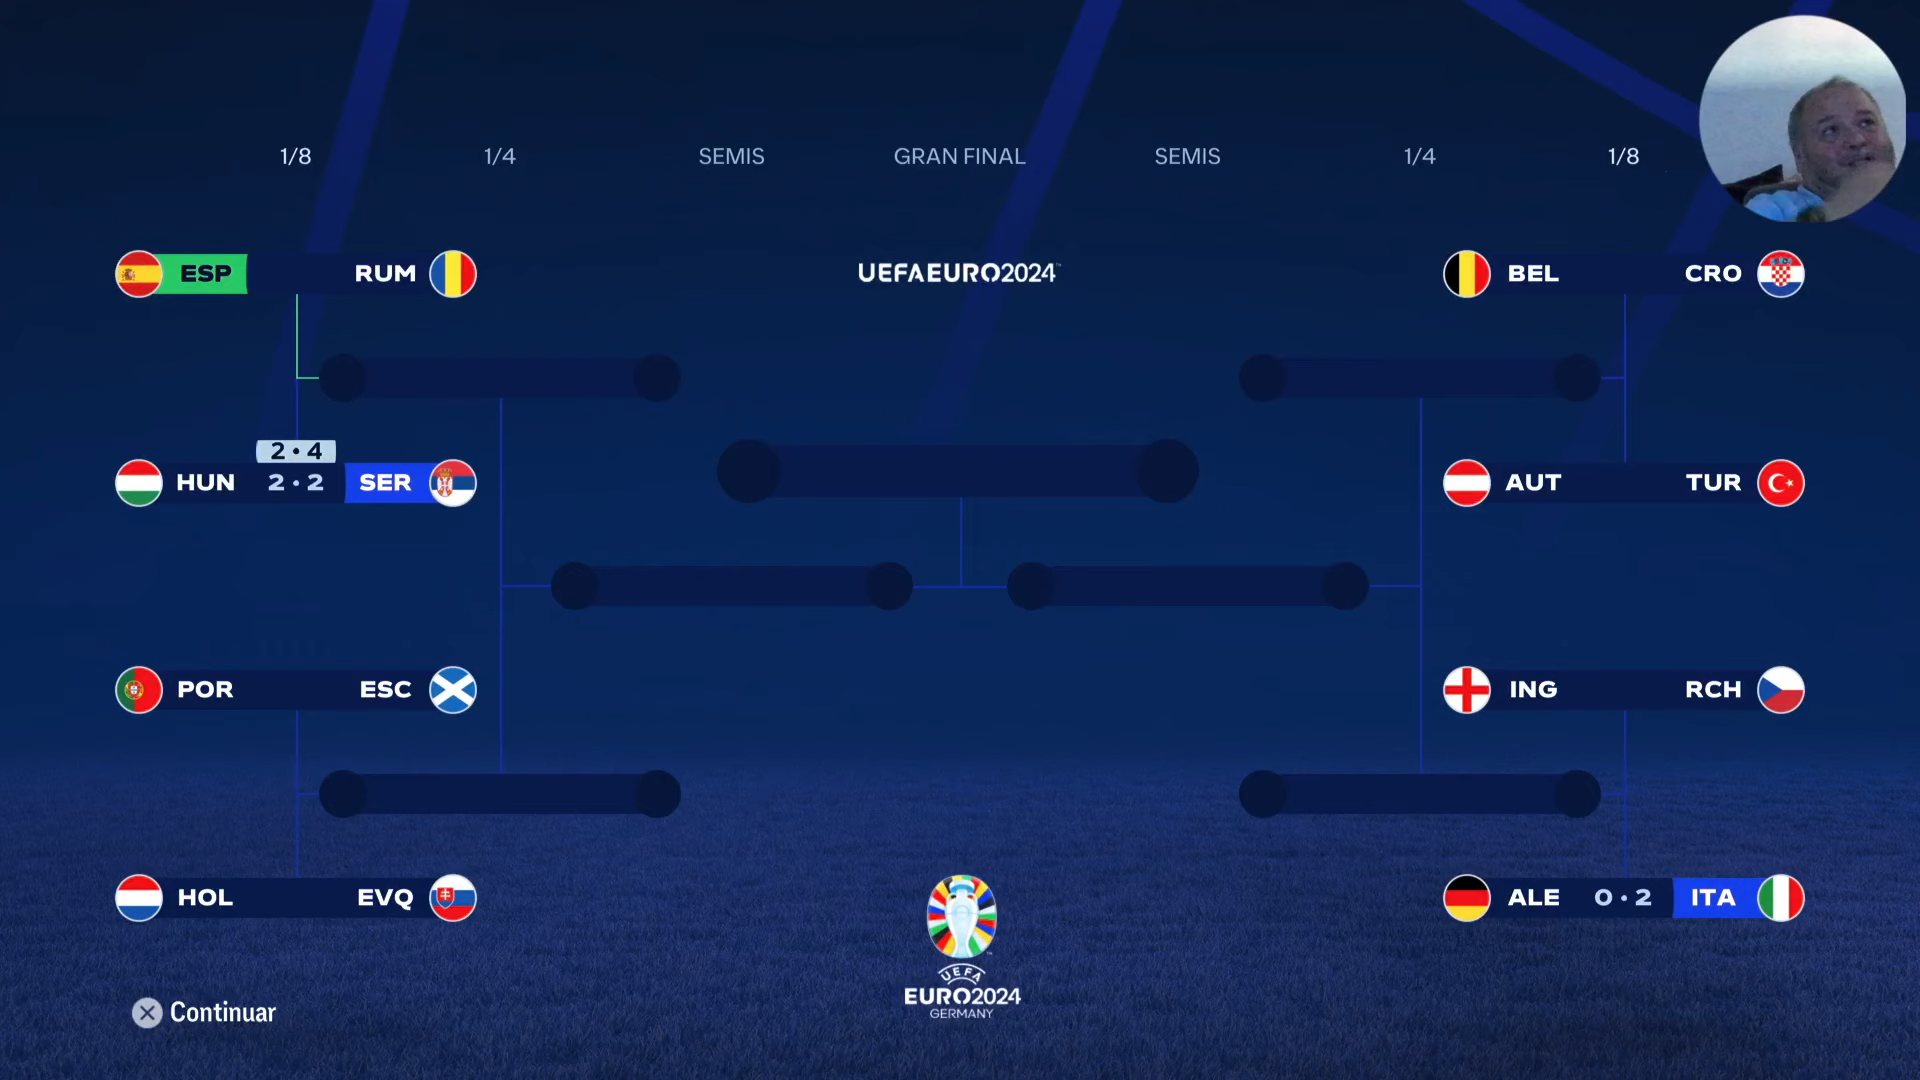 1/8 1/4 SEMIS GRAN FINAL SEMIS 1/4 1/8
ESP RUM UEFAEURO2024 BEL CRO
2 • 4
HUN 2 • 2 SER AUT TUR
POR ESC ING RCH
HOL EVQ ALE 0 • 2 ITA
UEFA
EURO2024
GERMANY
Continuar